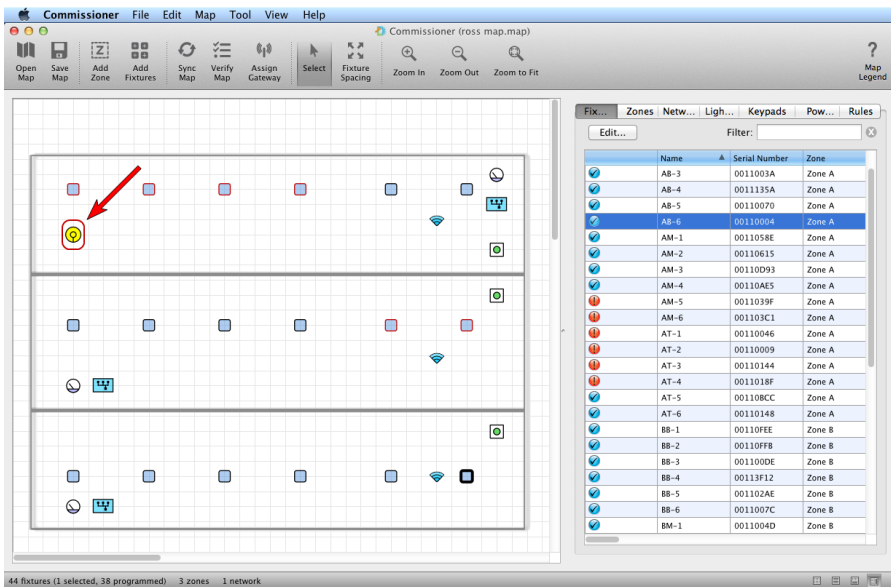 Commissioner File Edit Map Tool View Help
Commissioner (ross map.map)
Open Map
Save Map
Add Zone
Add Fixtures
Sync Map
Verify Map
Assign Gateway
Select
Fixture Spacing
Zoom In
Zoom Out
Zoom to Fit
?
Map Legend
Fix... Zones Netw... Ligh... Keypads Pow... Rules
Edit... Filter:
Name Serial Number Zone
AB-3 0011003A Zone A
AB-4 0011135A Zone A
AB-5 00110070 Zone A
AB-6 00110004 Zone A
AM-1 0011058E Zone A
AM-2 00110615 Zone A
AM-3 00110D93 Zone A
AM-4 00110AE5 Zone A
AM-5 0011039F Zone A
AM-6 001103C1 Zone A
AT-1 00110046 Zone A
AT-2 00110009 Zone A
AT-3 00110144 Zone A
AT-4 0011018F Zone A
AT-5 00110BCC Zone A
AT-6 00110148 Zone A
BB-1 00110FEE Zone B
BB-2 00110FFB Zone B
BB-3 001100DE Zone B
BB-4 00113F12 Zone B
BB-5 001102AE Zone B
BB-6 0011007C Zone B
BM-1 0011004D Zone B
44 fixtures (1 selected, 38 programmed) 3 zones 1 network